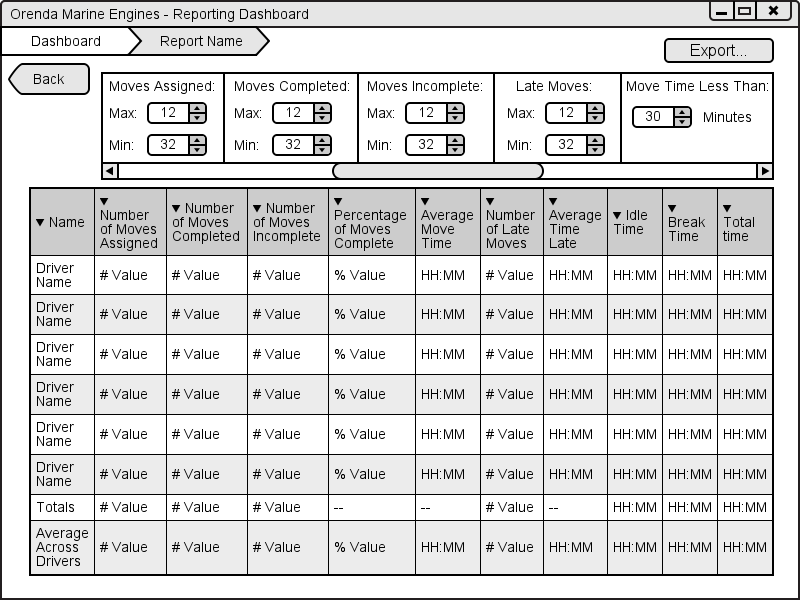 Orenda Marine Engines - Reporting Dashboard
Dashboard Report Name
Export...
Back
Moves Assigned: Moves Completed: Moves Incomplete: Late Moves: Move Time Less Than:
Max: 12 Max: 12 Max: 12 Max: 12 30 Minutes
Min: 32 Min: 32 Min: 32 Min: 32
Name
Number
of Moves
Assigned
Number
of Moves
Completed
Number
of Moves
Incomplete
Percentage
of Moves
Complete
Average
Move
Time
Number
of Late
Moves
Average
Time
Late
Idle
Time
Break
Time
Total
time
Driver
Name
# Value # Value # Value % Value HH:MM # Value HH:MM HH:MM HH:MM HH:MM
Driver
Name
# Value # Value # Value % Value HH:MM # Value HH:MM HH:MM HH:MM HH:MM
Driver
Name
# Value # Value # Value % Value HH:MM # Value HH:MM HH:MM HH:MM HH:MM
Driver
Name
# Value # Value # Value % Value HH:MM # Value HH:MM HH:MM HH:MM HH:MM
Driver
Name
# Value # Value # Value % Value HH:MM # Value HH:MM HH:MM HH:MM HH:MM
Driver
Name
# Value # Value # Value % Value HH:MM # Value HH:MM HH:MM HH:MM HH:MM
Totals # Value # Value # Value -- -- # Value -- HH:MM HH:MM HH:MM
Average
Across
Drivers
# Value # Value # Value % Value HH:MM # Value HH:MM HH:MM HH:MM HH:MM